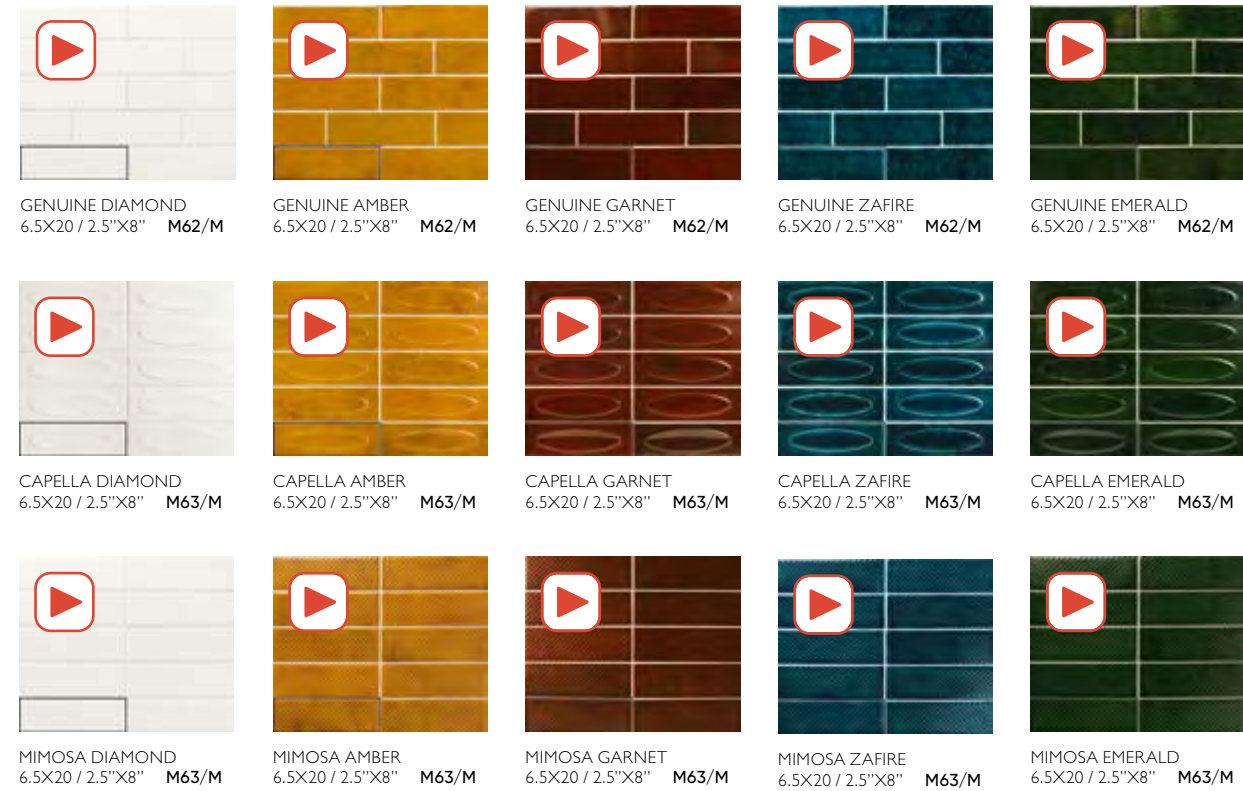 GENUINE DIAMOND
6.5X20 / 2.5”X8” M62/M
GENUINE AMBER
6.5X20 / 2.5”X8” M62/M
GENUINE GARNET
6.5X20 / 2.5”X8” M62/M
GENUINE ZAFIRE
6.5X20 / 2.5”X8” M62/M
GENUINE EMERALD
6.5X20 / 2.5”X8” M62/M
CAPELLA DIAMOND
6.5X20 / 2.5”X8” M63/M
CAPELLA AMBER
6.5X20 / 2.5”X8” M63/M
CAPELLA GARNET
6.5X20 / 2.5”X8” M63/M
CAPELLA ZAFIRE
6.5X20 / 2.5”X8” M63/M
CAPELLA EMERALD
6.5X20 / 2.5”X8” M63/M
MIMOSA DIAMOND
6.5X20 / 2.5”X8” M63/M
MIMOSA AMBER
6.5X20 / 2.5”X8” M63/M
MIMOSA GARNET
6.5X20 / 2.5”X8” M63/M
MIMOSA ZAFIRE
6.5X20 / 2.5”X8” M63/M
MIMOSA EMERALD
6.5X20 / 2.5”X8” M63/M